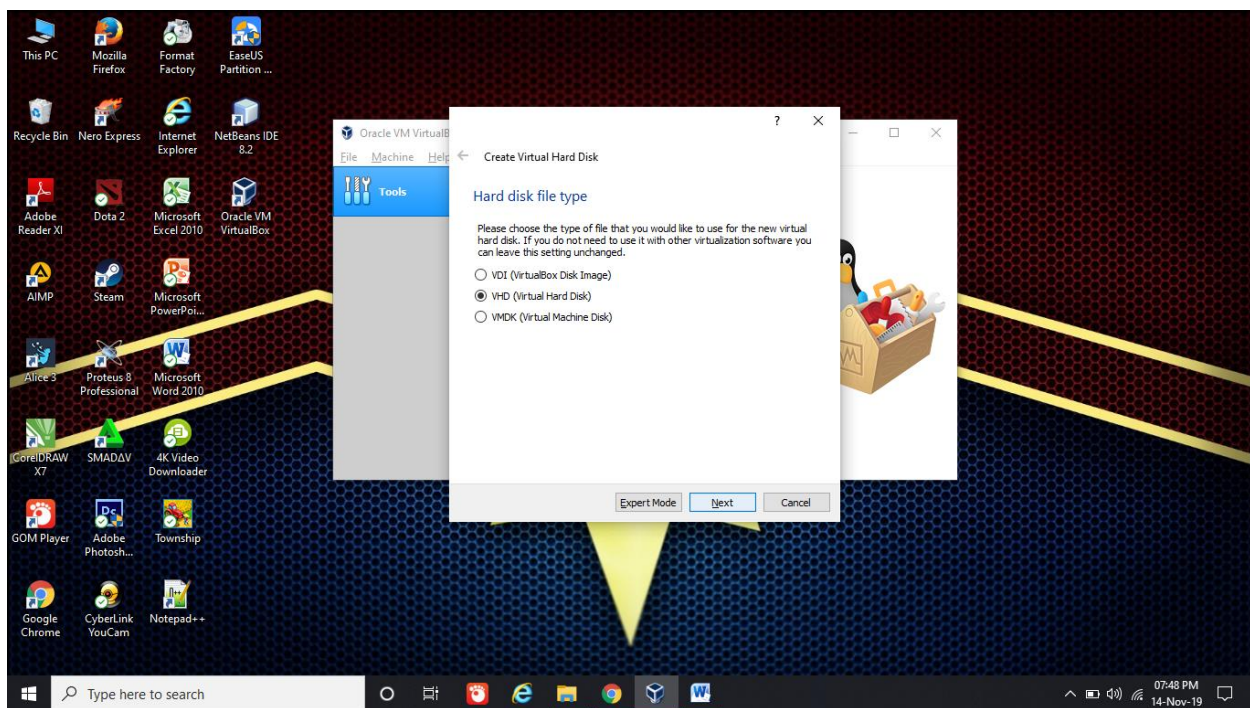 This PC
Mozilla
Firefox
Format
Factory
EaseUS
Partition ...
Recycle Bin
Nero Express
Internet
Explorer
NetBeans IDE
8.2
Adobe
Reader XI
Dota 2
Microsoft
Excel 2010
Oracle VM
VirtualBox
AIMP
Steam
Microsoft
PowerPoi...
Alice 3
Proteus 8
Professional
Microsoft
Word 2010
CorelDRAW
X7
SMADΔV
4K Video
Downloader
GOM Player
Adobe
Photosh...
Township
Google
Chrome
CyberLink
YouCam
Notepad++
Oracle VM VirtualB
File Machine Help
Tools
? 
Create Virtual Hard Disk
Hard disk file type
Please choose the type of file that you would like to use for the new virtual
hard disk. If you do not need to use it with other virtualization software you
can leave this setting unchanged.
VDI (VirtualBox Disk Image)
VHD (Virtual Hard Disk)
VMDK (Virtual Machine Disk)
Expert Mode Next Cancel
Type here to search
07:48 PM
14-Nov-19